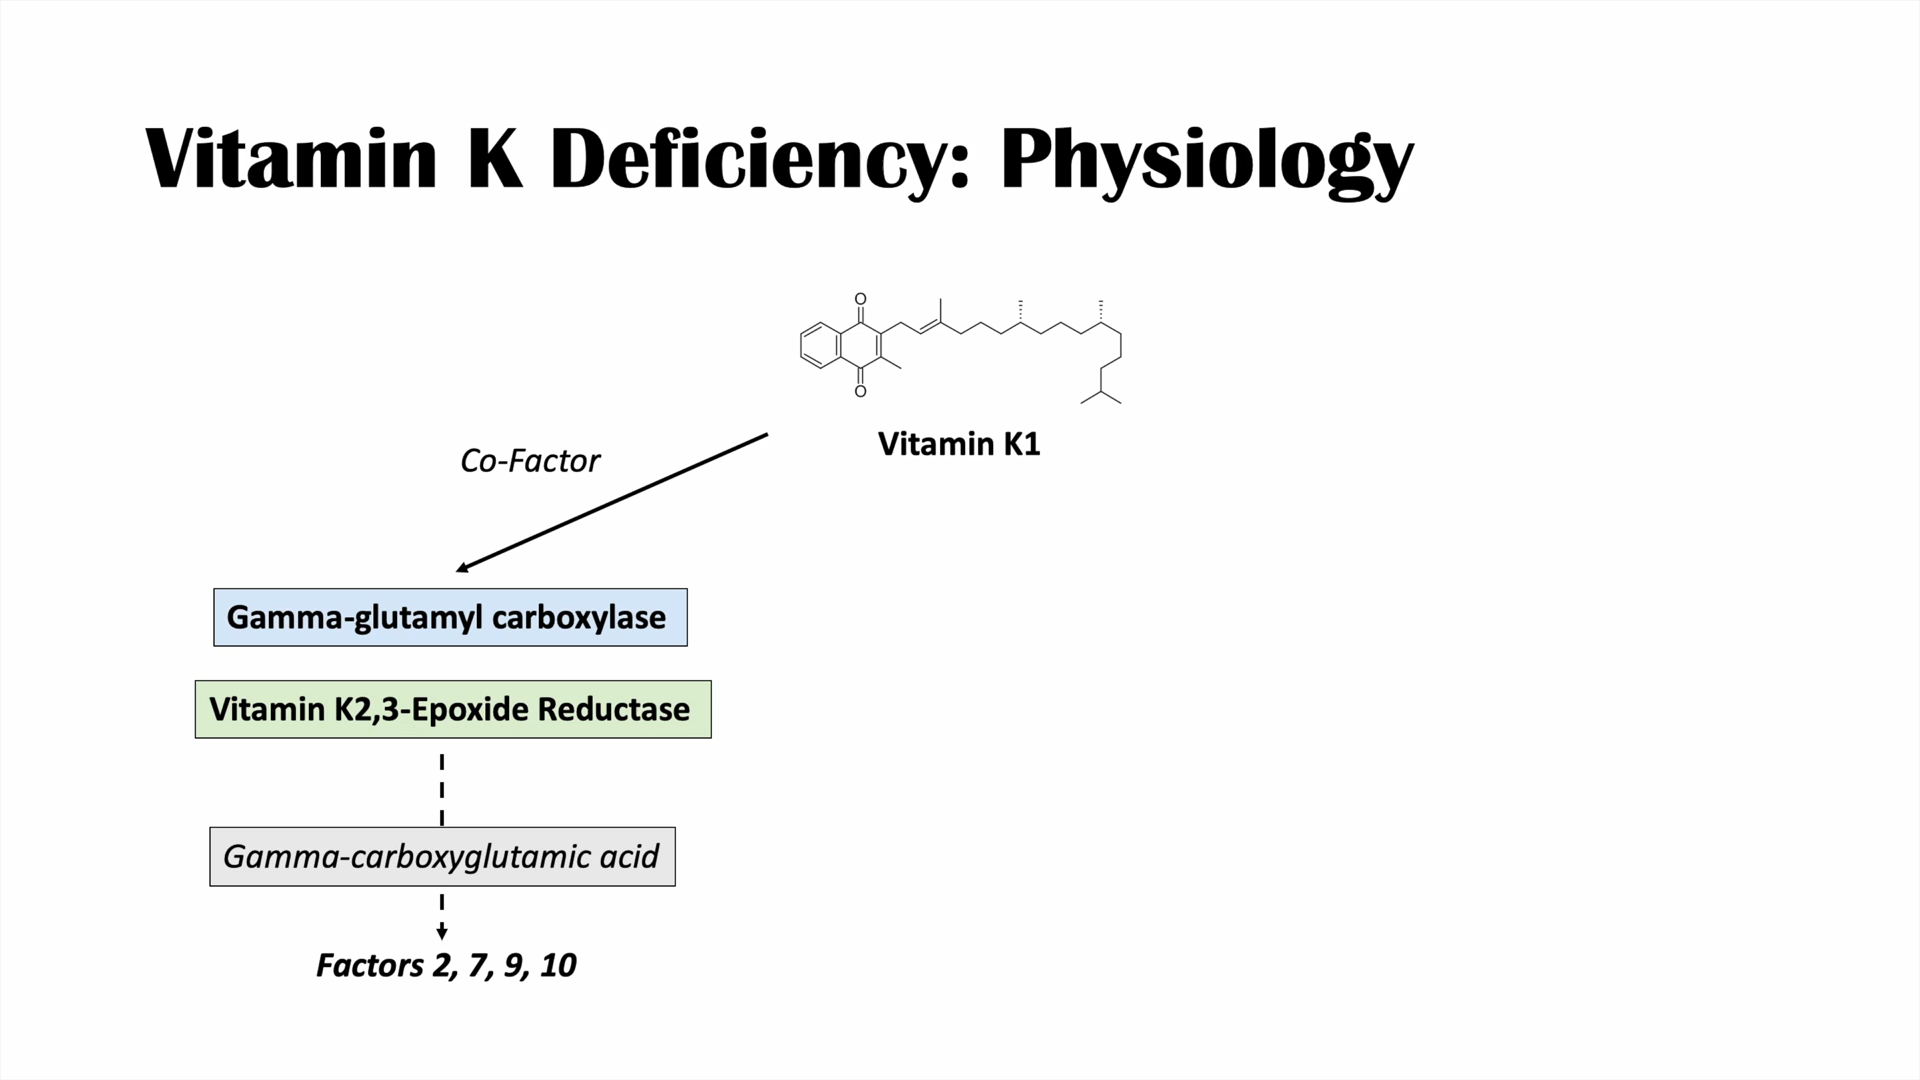 Vitamin K Deficiency: Physiology
O
O
Vitamin K1
Co-Factor
Gamma-glutamyl carboxylase
Vitamin K2,3-Epoxide Reductase
Gamma-carboxyglutamic acid
Factors 2, 7, 9, 10